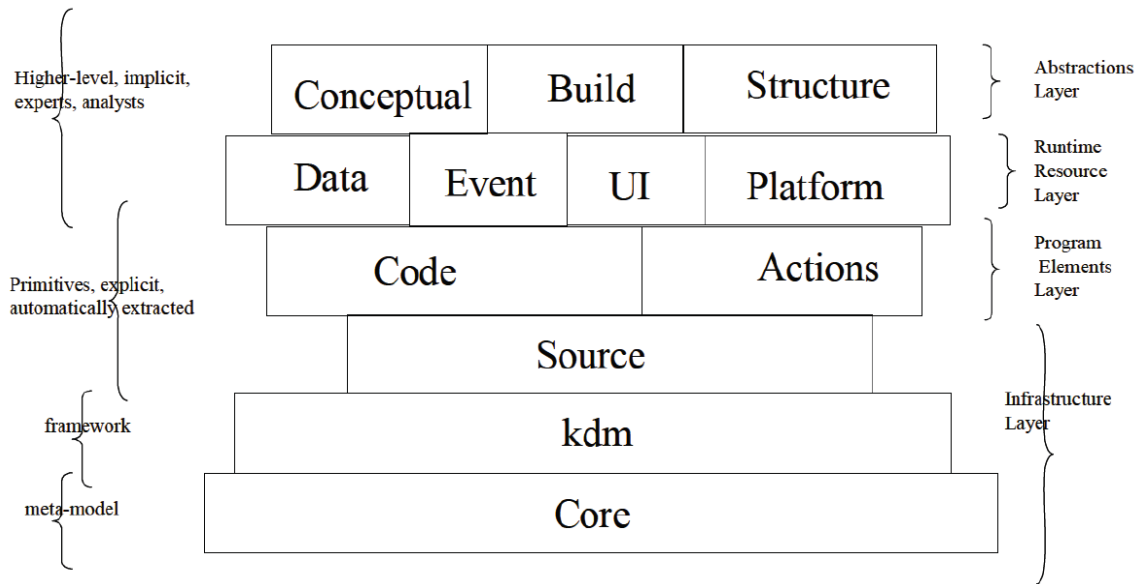 Higher-level, implicit,
experts, analysts
Conceptual
Build
Structure
Abstractions
Layer
Data
Event
UI
Platform
Runtime
Resource
Layer
Primitives, explicit,
automatically extracted
Code
Actions
Program
Elements
Layer
Source
framework
kdm
Infrastructure
Layer
meta-model
Core